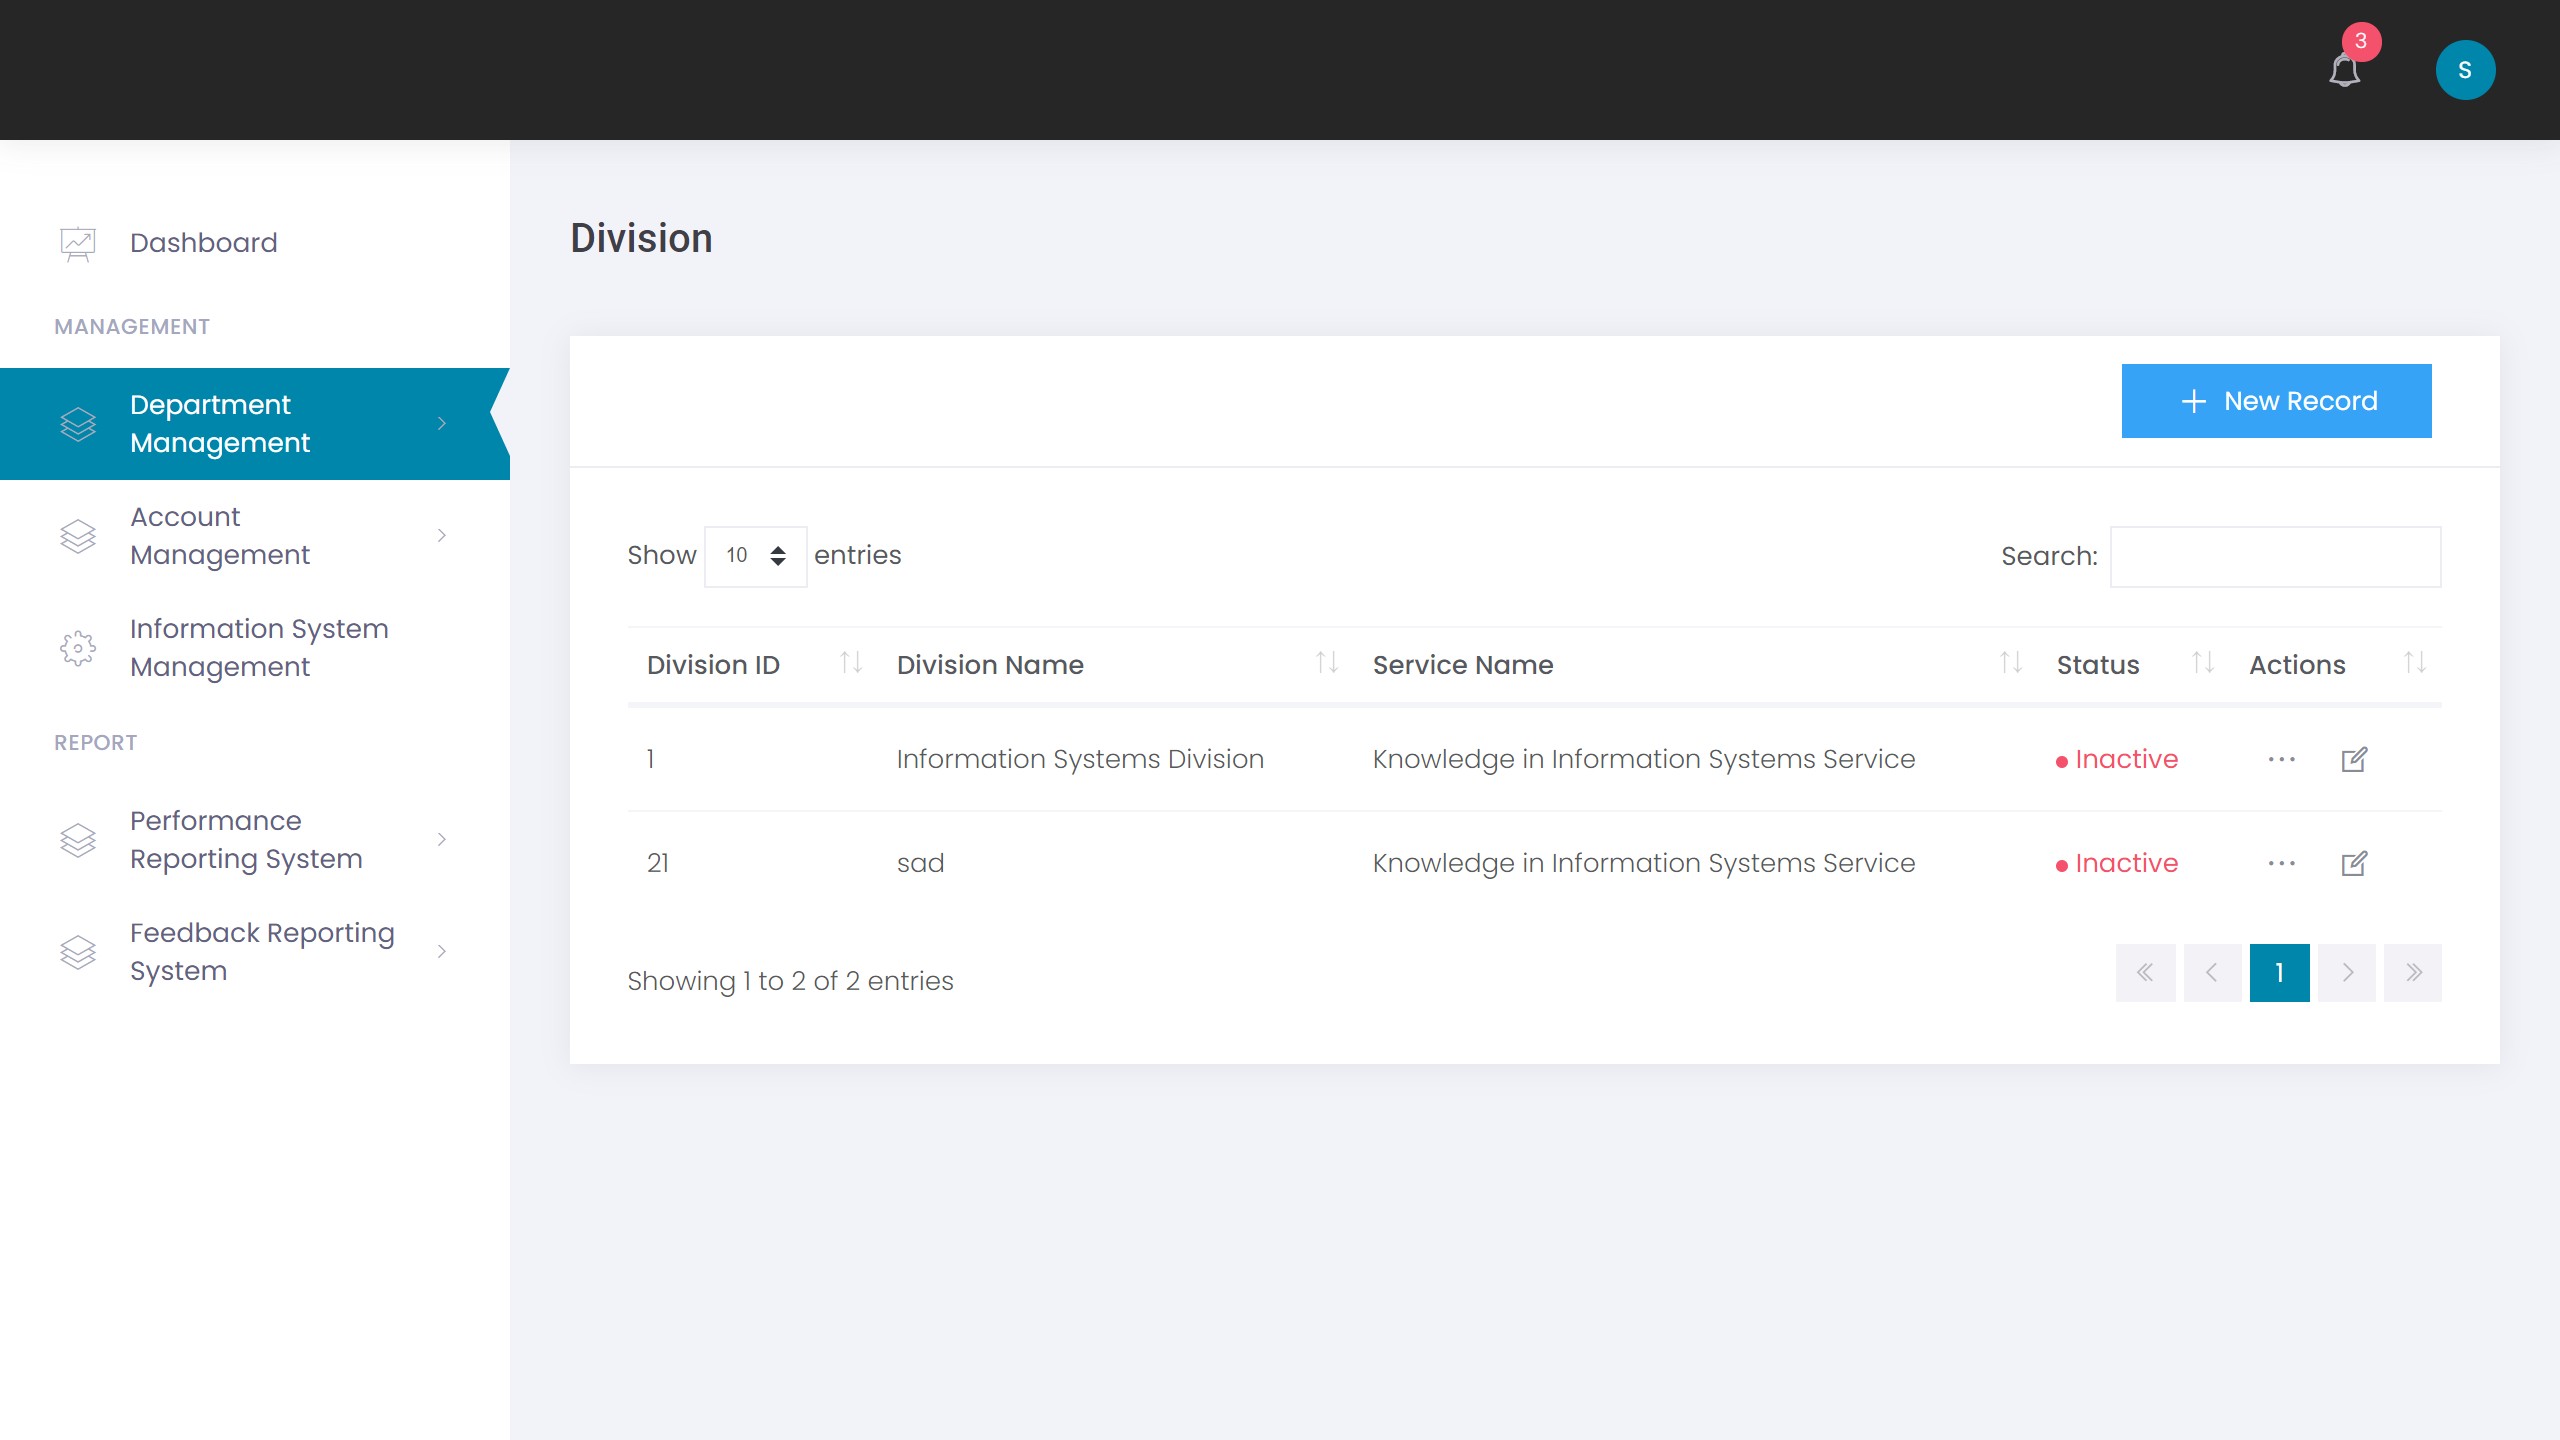 3
S
Dashboard
MANAGEMENT
Department
Management
Account
Management
Information System
Management
REPORT
Performance
Reporting System
Feedback Reporting
System
Division
New Record
Show 10 entries
Search:
Division ID Division Name Service Name Status Actions
1 Information Systems Division Knowledge in Information Systems Service Inactive
21 sad Knowledge in Information Systems Service Inactive
Showing 1 to 2 of 2 entries
1